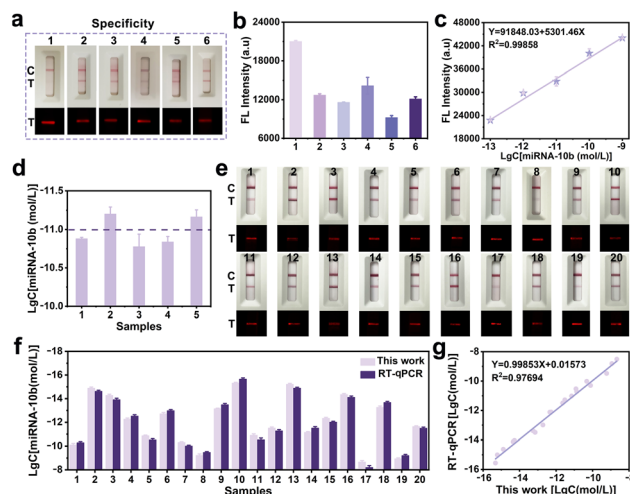 a
Specificity
1 2 3 4 5 6
C
T
T
b
FL Intensity (a.u)
24000
18000
12000
6000
1 2 3 4 5 6
c
FL Intensity (a.u)
48000
42000
36000
30000
24000
18000
Y=91848.03+5301.46X
R²=0.99858
-13 -12 -11 -10 -9
LgC[miRNA-10b (mol/L)]
d
LgC[miRNA-10b (mol/L)]
-11.5
-11.0
-10.5
-10.0
1 2 3 4 5
Samples
e
1 2 3 4 5 6 7 8 9 10
C
T
T
11 12 13 14 15 16 17 18 19 20
C
T
T
f
LgC[miRNA-10b(mol/L)]
-18
-16
-14
-12
-10
-8
This work
RT-qPCR
1 2 3 4 5 6 7 8 9 10 11 12 13 14 15 16 17 18 19 20
Samples
g
RT-qPCR [LgC(mol/L)]
-8
-10
-12
-14
-16
Y=0.99853X+0.01573
R²=0.97694
-16 -14 -12 -10 -8
This work [LgC(mol/L)]